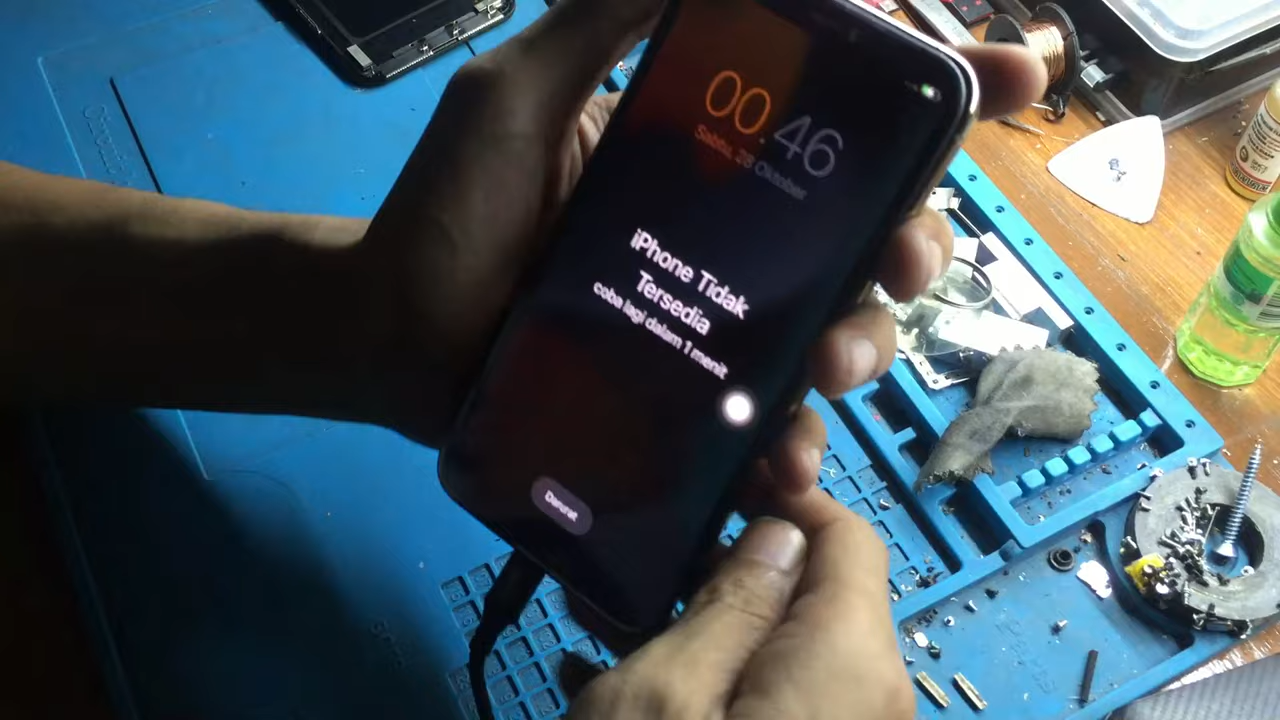 00.46
Sabtu, 28 Oktober
iPhone Tidak
Tersedia
coba lagi dalam 1 menit
Darurat